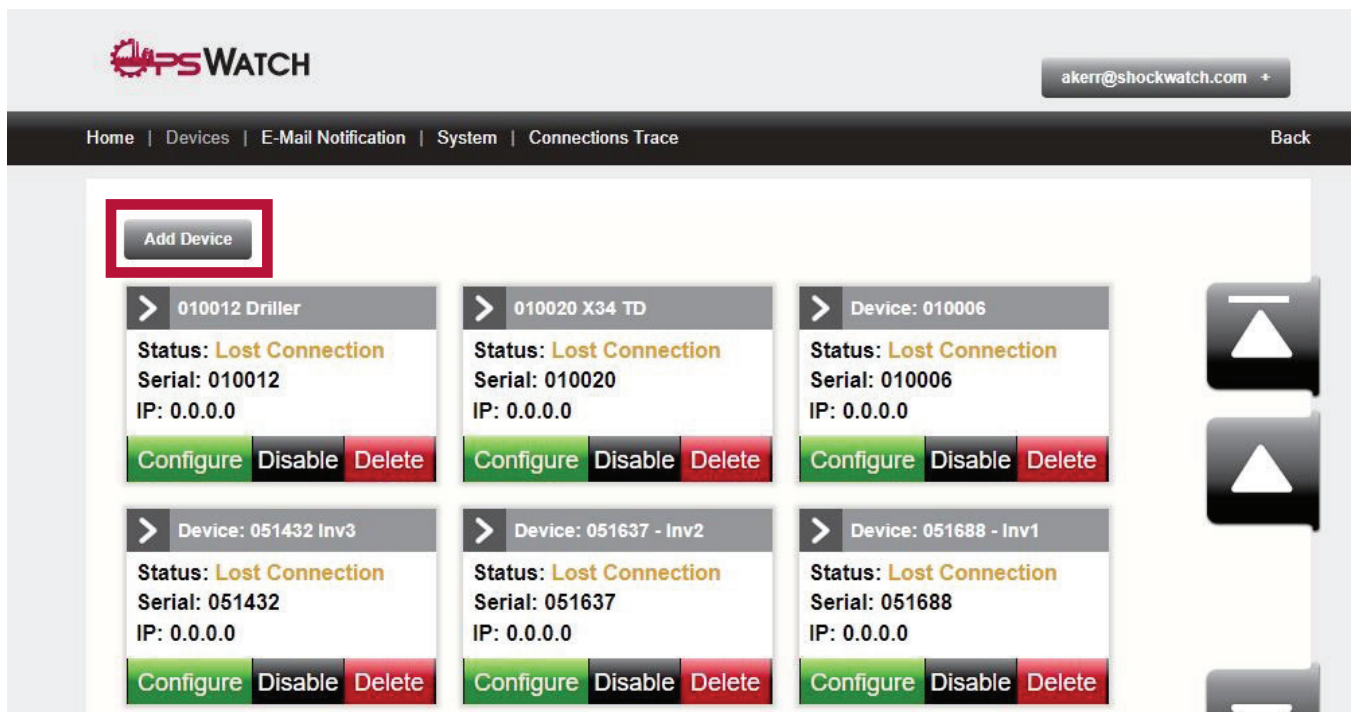 OPSWATCH
akerr@shockwatch.com +
Home | Devices | E-Mail Notification | System | Connections Trace Back
Add Device
010012 Driller
Status: Lost Connection
Serial: 010012
IP: 0.0.0.0
Configure Disable Delete
010020 X34 TD
Status: Lost Connection
Serial: 010020
IP: 0.0.0.0
Configure Disable Delete
Device: 010006
Status: Lost Connection
Serial: 010006
IP: 0.0.0.0
Configure Disable Delete
Device: 051432 Inv3
Status: Lost Connection
Serial: 051432
IP: 0.0.0.0
Configure Disable Delete
Device: 051637 - Inv2
Status: Lost Connection
Serial: 051637
IP: 0.0.0.0
Configure Disable Delete
Device: 051688 - Inv1
Status: Lost Connection
Serial: 051688
IP: 0.0.0.0
Configure Disable Delete